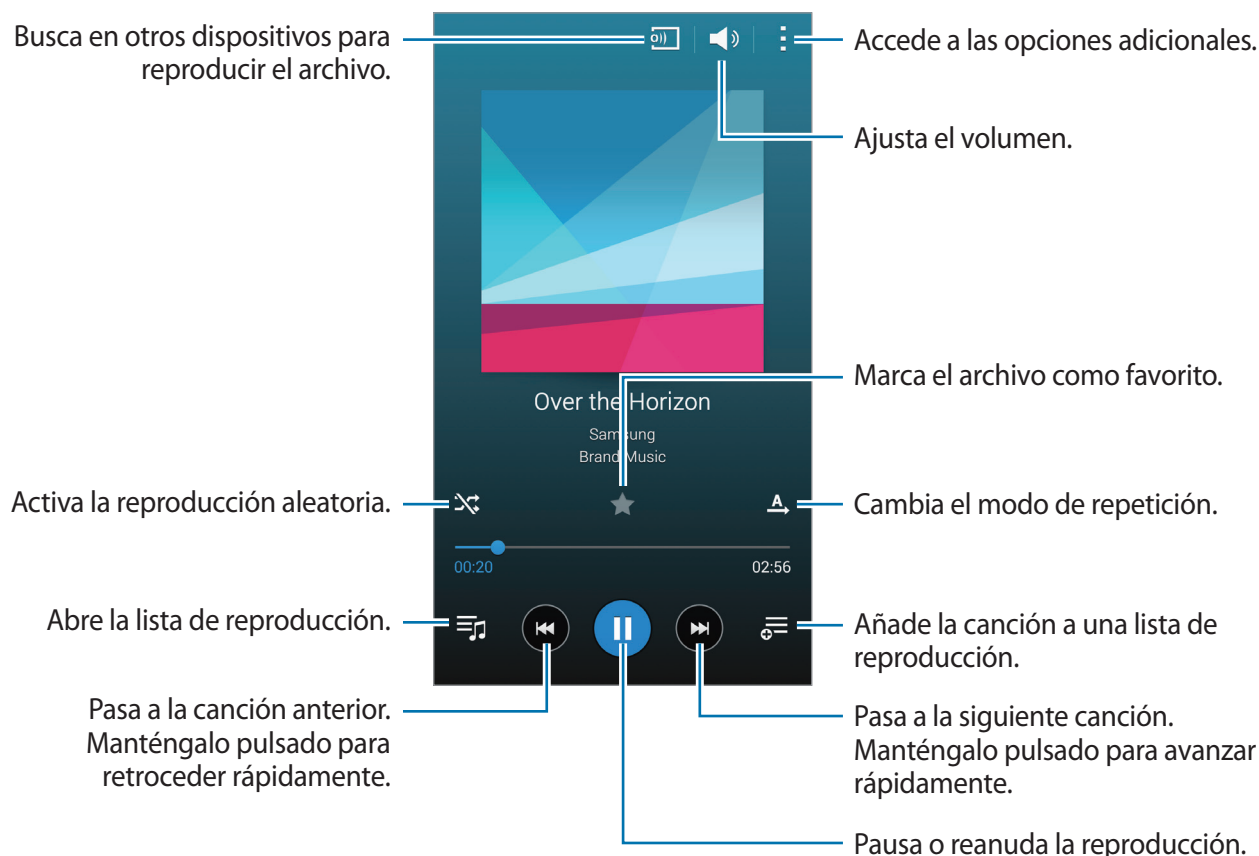 Busca en otros dispositivos para
reproducir el archivo.
Accede a las opciones adicionales.
Ajusta el volumen.
Marca el archivo como favorito.
Over the Horizon
Samsung
Brand Music
Activa la reproducción aleatoria.
A
Cambia el modo de repetición.
00:20
02:56
Abre la lista de reproducción.
Añade la canción a una lista de
reproducción.
Pasa a la canción anterior.
Manténgalo pulsado para
retroceder rápidamente.
Pasa a la siguiente canción.
Manténgalo pulsado para avanzar
rápidamente.
Pausa o reanuda la reproducción.